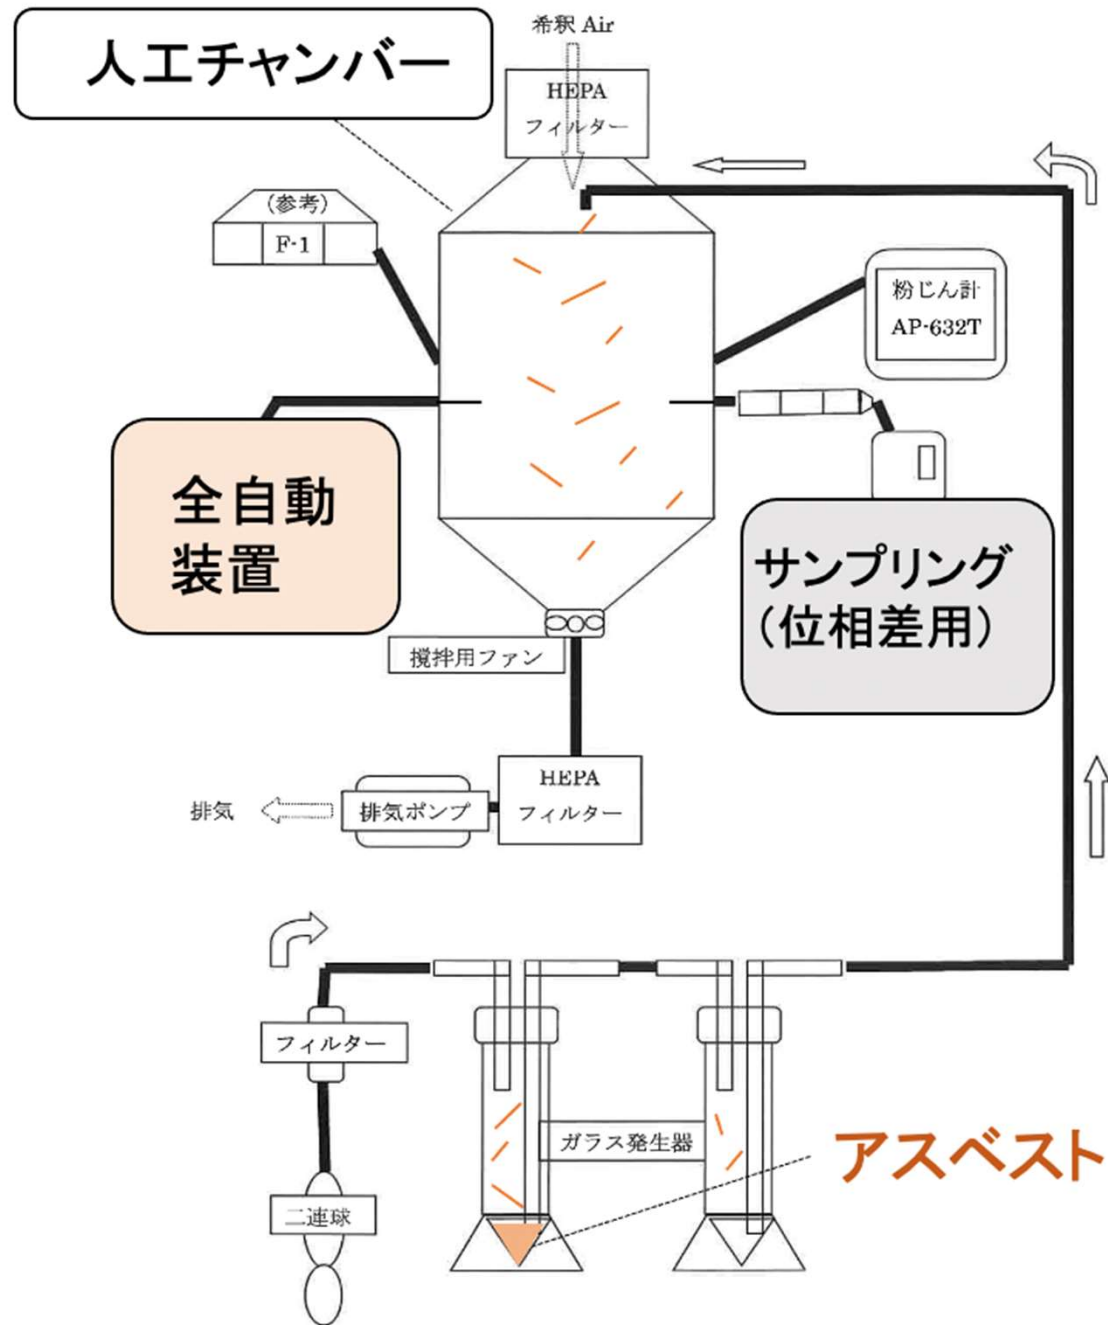 希釈 Air
人工チャンバー
HEPA
フィルター
(参考)
F-1
粉じん計
AP-632T
全自動
装置
サンプリング
(位相差用)
撹拌用ファン
HEPA
フィルター
排気
排気ポンプ
フィルター
ガラス発生器
アスベスト
二連球